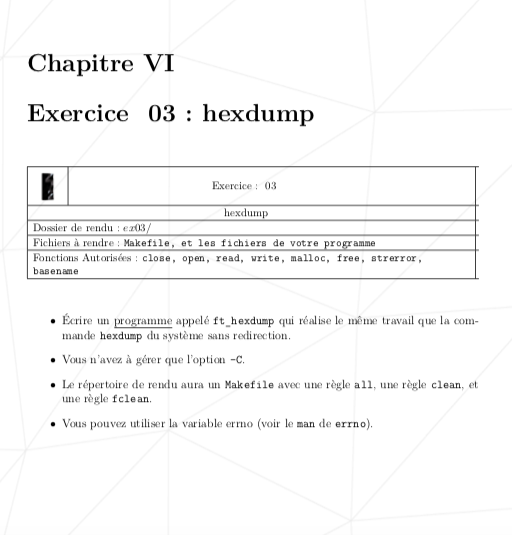 Chapitre VI
Exercice 03 : hexdump
Exercice : 03
hexdump
Dossier de rendu : ex03/
Fichiers à rendre : Makefile, et les fichiers de votre programme
Fonctions Autorisées : close, open, read, write, malloc, free, strerror,
basename
• Écrire un programme appelé ft_hexdump qui réalise le même travail que la com-
mande hexdump du système sans redirection.
• Vous n'avez à gérer que l'option -C.
• Le répertoire de rendu aura un Makefile avec une règle all, une règle clean, et
une règle fclean.
• Vous pouvez utiliser la variable errno (voir le man de errno).